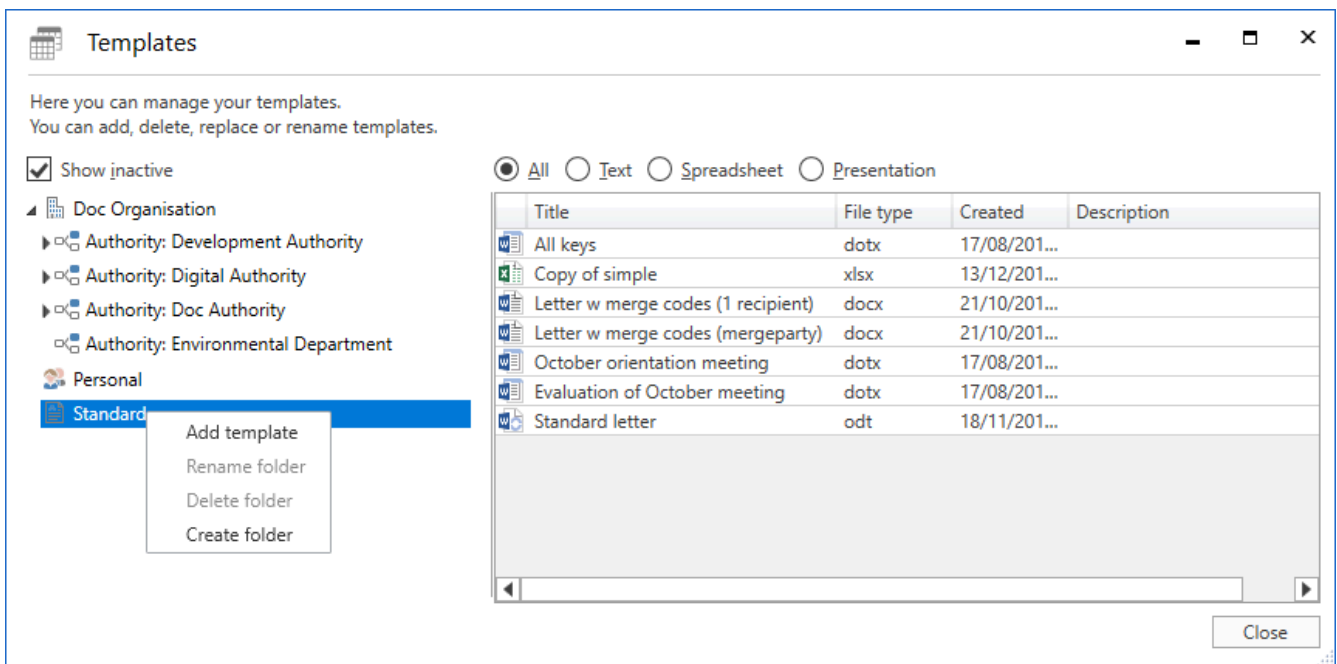 Templates
Here you can manage your templates.
You can add, delete, replace or rename templates.
Show inactive
All Text Spreadsheet Presentation
Doc Organisation
Authority: Development Authority
Authority: Digital Authority
Authority: Doc Authority
Authority: Environmental Department
Personal
Standard
Add template
Rename folder
Delete folder
Create folder
Title File type Created Description
All keys dotx 17/08/201...
Copy of simple xlsx 13/12/201...
Letter w merge codes (1 recipient) docx 21/10/201...
Letter w merge codes (mergeparty) docx 21/10/201...
October orientation meeting dotx 17/08/201...
Evaluation of October meeting dotx 17/08/201...
Standard letter odt 18/11/201...
Close